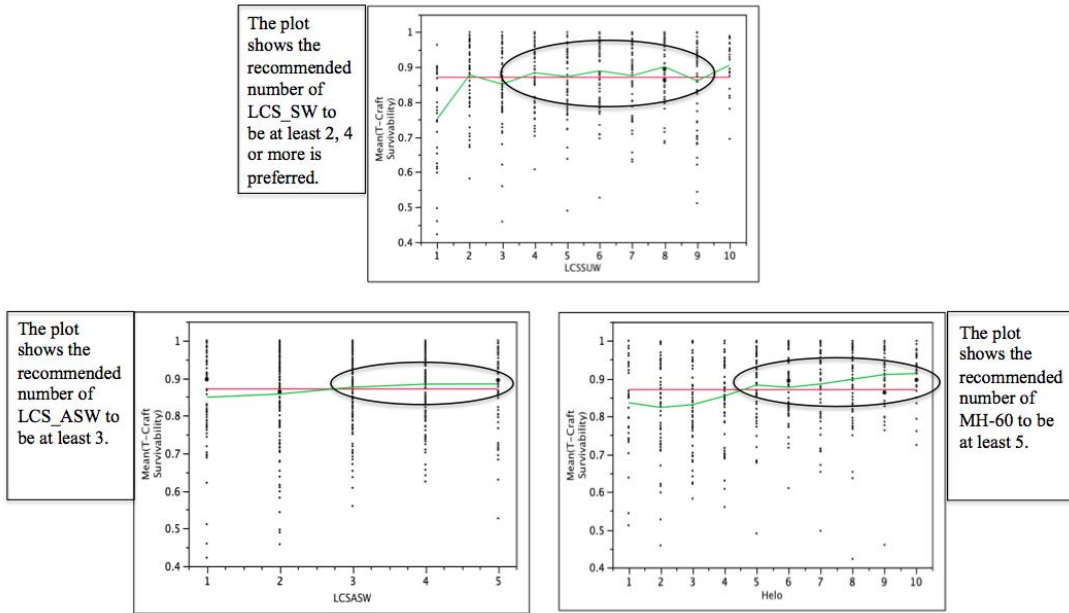 The plot
shows the
recommended
number of
LCS_SW to
be at least 2, 4
or more is
preferred.
Mean(T-Craft
Survivability)
1
0.9
0.8
0.7
0.6
0.5
0.4
1 2 3 4 5 6 7 8 9 10
LCSSUW
The plot
shows the
recommended
number of
LCS_ASW to
be at least 3.
Mean(T-Craft
Survivability)
1
0.9
0.8
0.7
0.6
0.5
0.4
1 2 3 4 5
LCSASW
Mean(T-Craft
Survivability)
1
0.9
0.8
0.7
0.6
0.5
0.4
1 2 3 4 5 6 7 8 9 10
Helo
The plot
shows the
recommended
number of
MH-60 to be
at least 5.